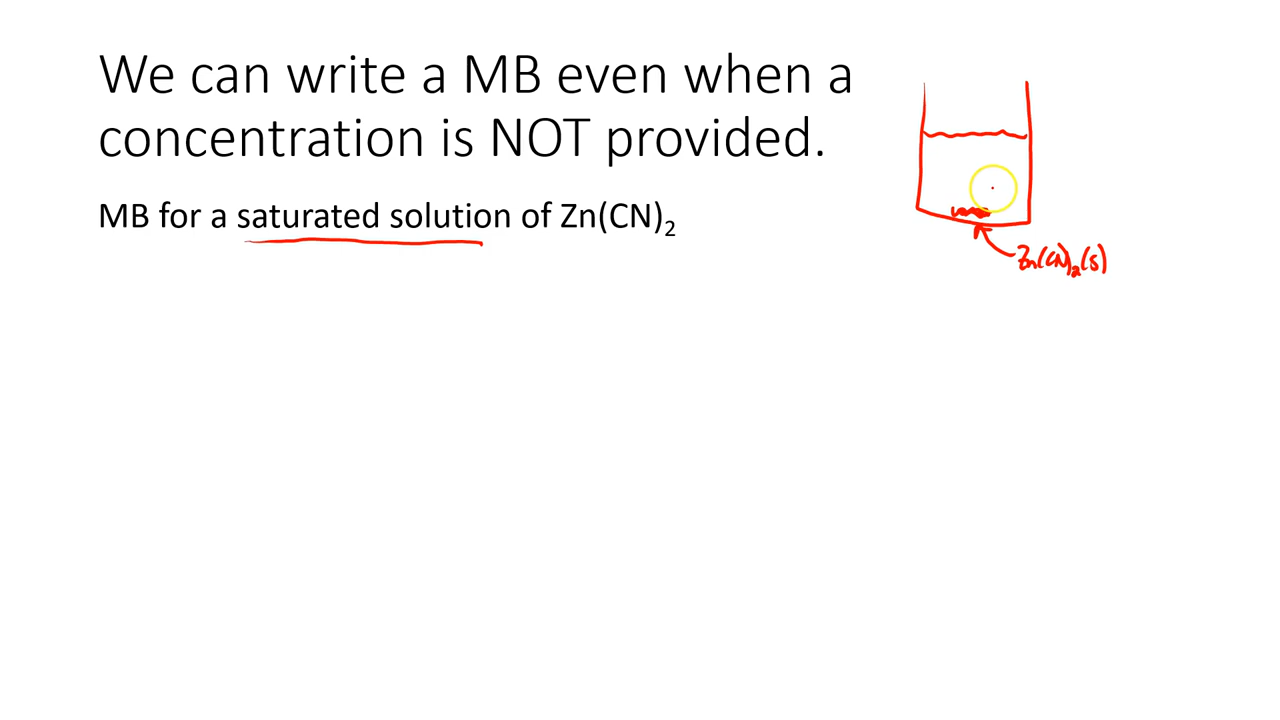 We can write a MB even when a
concentration is NOT provided.
MB for a saturated solution of Zn(CN)₂
Zn(CN)₂(s)